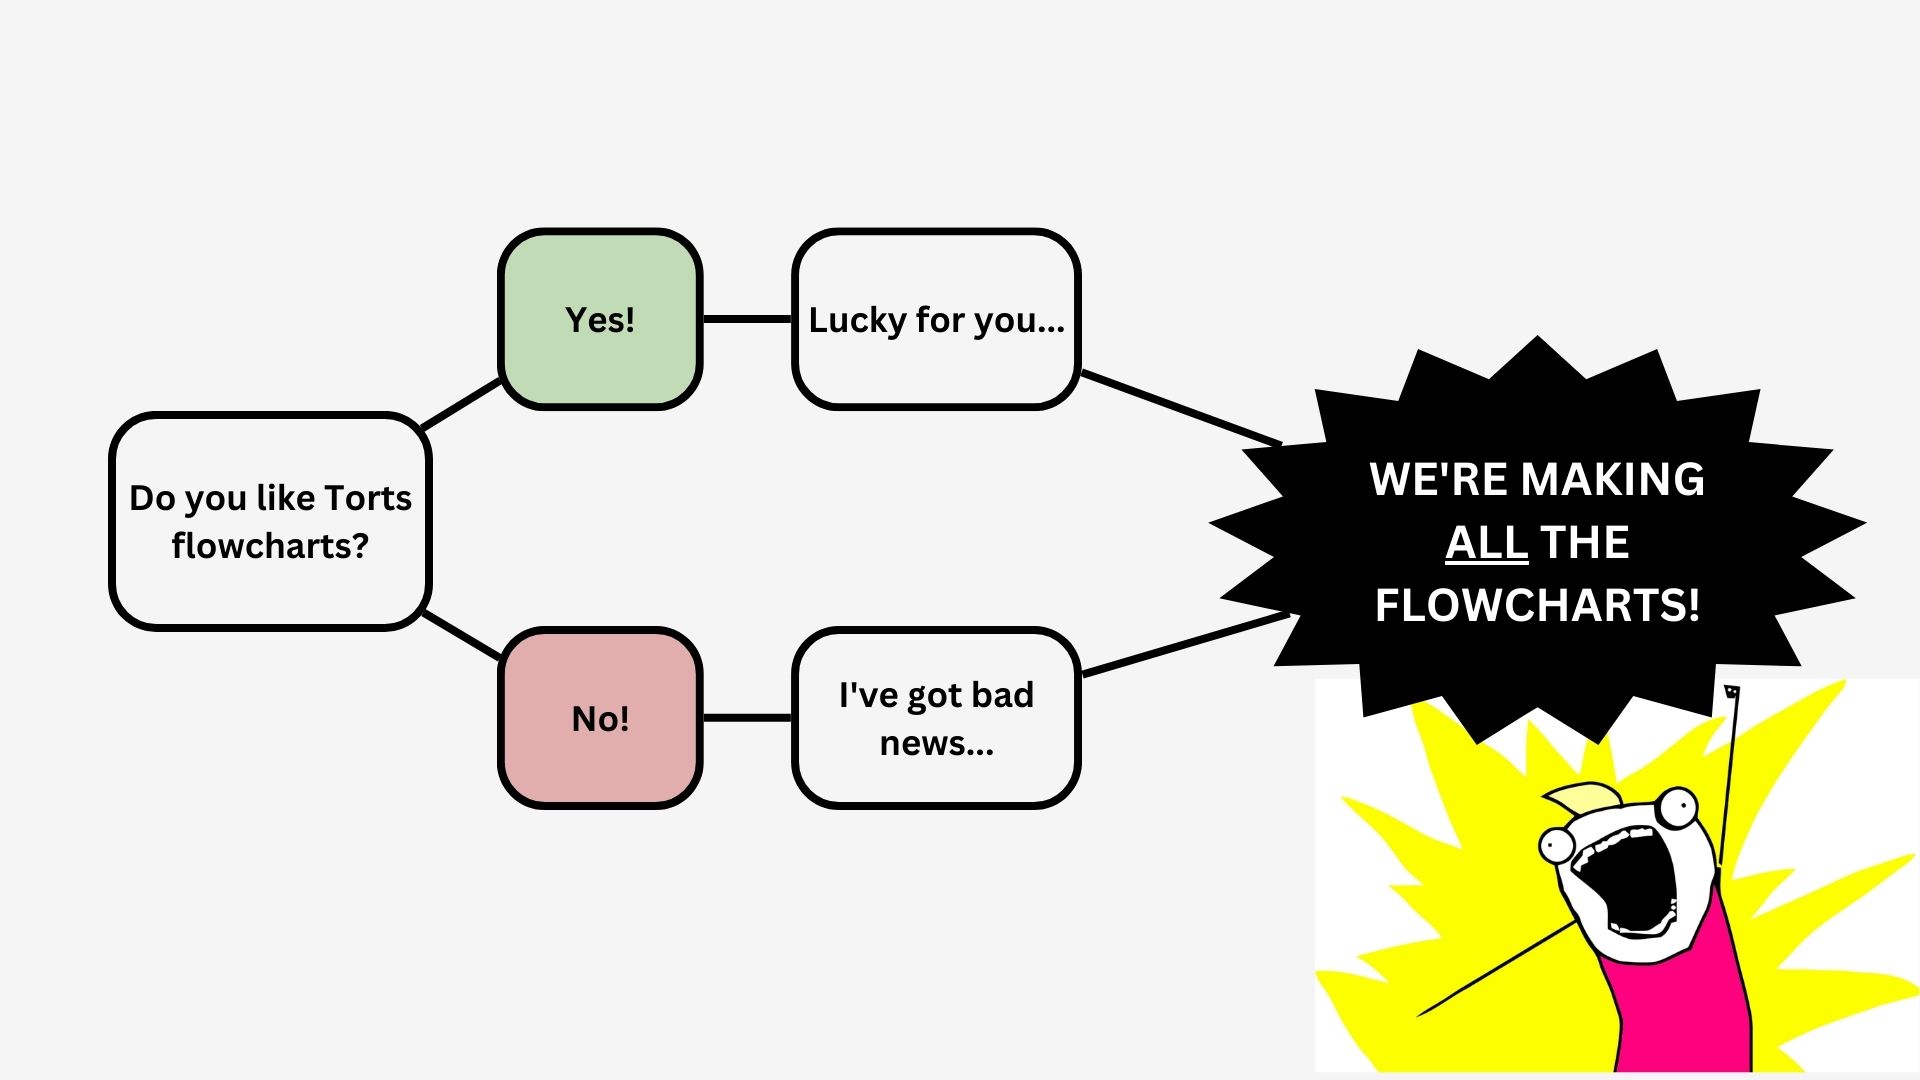 Do you like Torts
flowcharts?
Yes!
Lucky for you...
No!
I've got bad
news...
WE'RE MAKING
ALL THE
FLOWCHARTS!